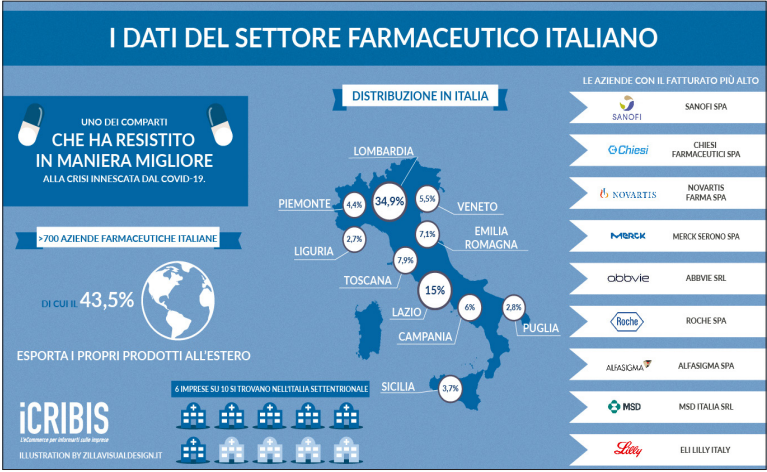 I DATI DEL SETTORE FARMACEUTICO ITALIANO
UNO DEI COMPARTI
CHE HA RESISTITO
IN MANIERA MIGLIORE
ALLA CRISI INNESCATA DAL COVID-19.
>700 AZIENDE FARMACEUTICHE ITALIANE
DI CUI IL 43,5%
ESPORTA I PROPRI PRODOTTI ALL'ESTERO
DISTRIBUZIONE IN ITALIA
LOMBARDIA
34,9%
PIEMONTE
4,4%
5,5%
VENETO
LIGURIA
2,7%
7,1%
EMILIA
ROMAGNA
TOSCANA
7,9%
LAZIO
15%
CAMPANIA
6%
2,8%
PUGLIA
SICILIA
3,7%
6 IMPRESE SU 10 SI TROVANO NELL'ITALIA SETTENTRIONALE
iCRIBIS
L'eCommerce per informarti sulle imprese
ILLUSTRATION BY ZILLAVISUALDESIGN.IT
LE AZIENDE CON IL FATTURATO PIÙ ALTO
SANOFI
SANOFI SPA
Chiesi
CHIESI
FARMACEUTICI SPA
NOVARTIS
NOVARTIS
FARMA SPA
MERCK
MERCK SERONO SPA
abbvie
ABBVIE SRL
Roche
ROCHE SPA
ALFASIGMA
ALFASIGMA SPA
MSD
MSD ITALIA SRL
Lilly
ELI LILLY ITALY